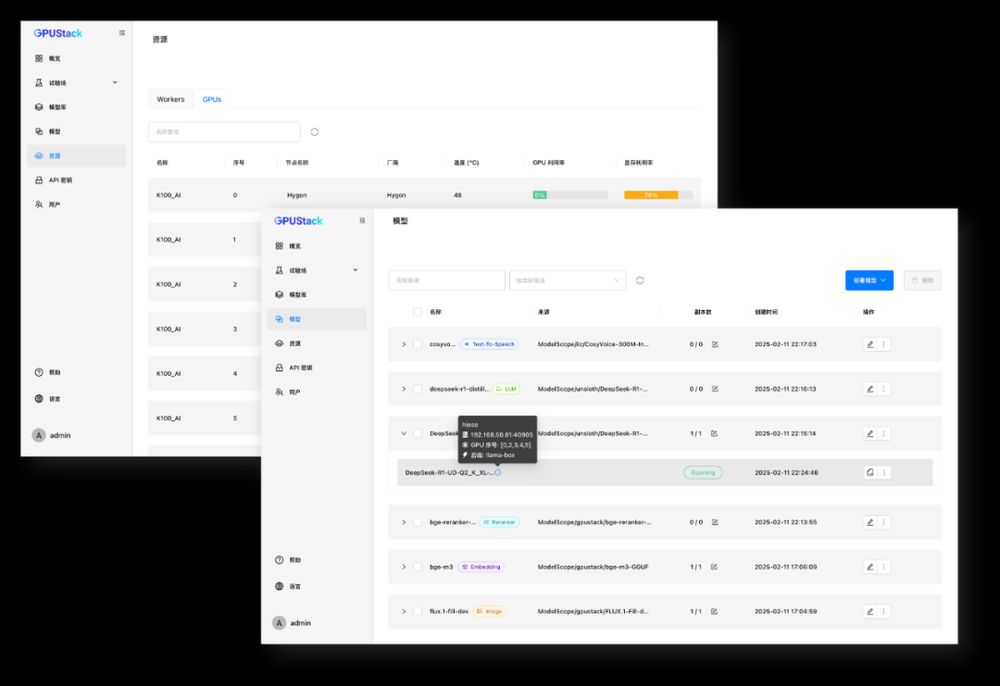 GPUStack
概览
试验场
模型库
模型
资源
API 密钥
用户
帮助
语言
A admin
资源
Workers GPUs
名称查询
名称 序号 节点名称 厂商 温度 (°C) GPU 利用率 显存利用率
K100_AI 0 Hygon Hygon 48 0% 78%
K100_AI 1
K100_AI 2
K100_AI 3
K100_AI 4
K100_AI 5
GPUStack
概览
试验场
模型库
模型
资源
API 密钥
用户
帮助
语言
A admin
模型
名称查询 部署模型 删除
名称 来源 副本数 创建时间 操作
cosyvo... Text-To-Speech ModelScope/iic/CosyVoice-300M-In... 0 / 0 2025-02-11 22:17:03
deepseek-r1-distill... LLM ModelScope/unsloth/DeepSeek-R1-... 0 / 0 2025-02-11 22:16:13
DeepSeek ModelScope/unsloth/DeepSeek-R1-... 1 / 1 2025-02-11 22:15:14
192.168.50.81:40905
GPU 序号: [0,2,3,4,5]
后端: llama-box
DeepSeek-R1-UD-Q2_K_XL-... Running 2025-02-11 22:24:46
bge-reranker-... Reranker ModelScope/gpustack/bge-reranker-... 0 / 0 2025-02-11 22:13:55
bge-m3 Embedding ModelScope/gpustack/bge-m3-GGUF 1 / 1 2025-02-11 17:06:09
flux.1-fill-dev Image ModelScope/gpustack/FLUX.1-Fill-d... 1 / 1 2025-02-11 17:04:59